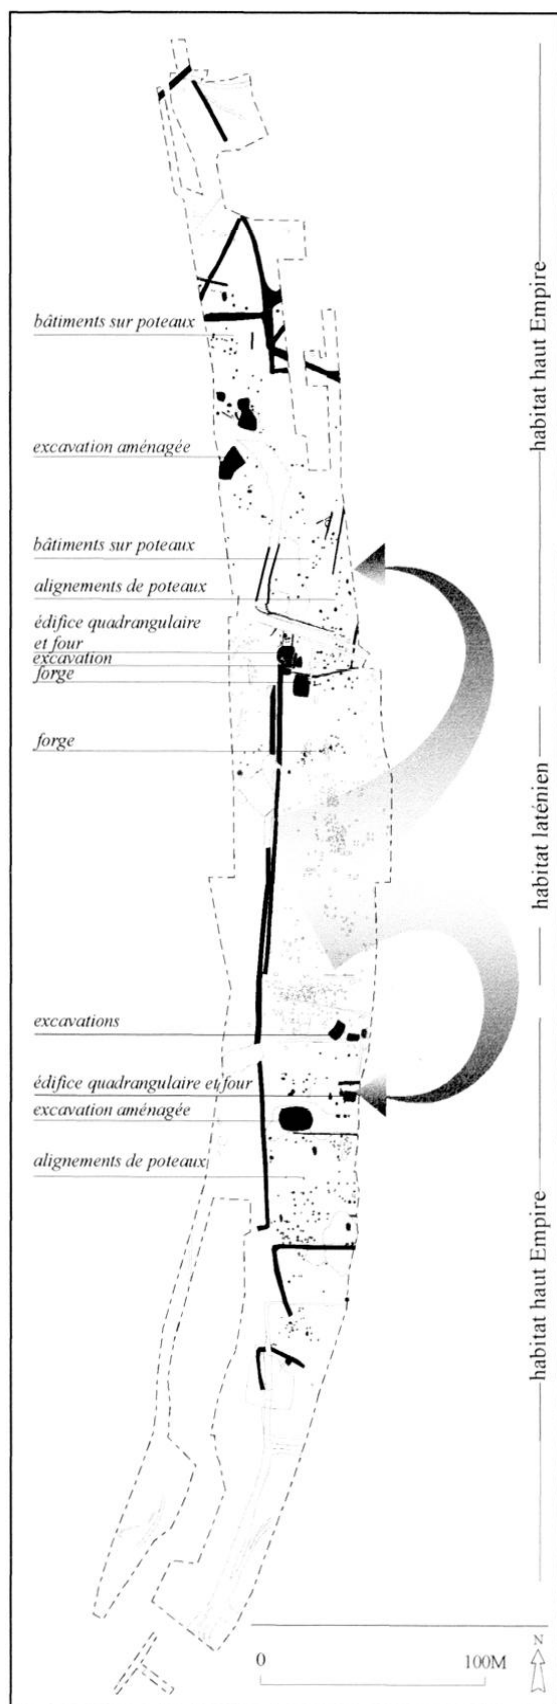 bâtiments sur poteaux
excavation aménagée
bâtiments sur poteaux
alignements de poteaux
édifice quadrangulaire
et four
excavation
forge
forge
excavations
édifice quadrangulaire et four
excavation aménagée
alignements de poteaux
habitat haut Empire
habitat laténien
habitat haut Empire
N
0 100M